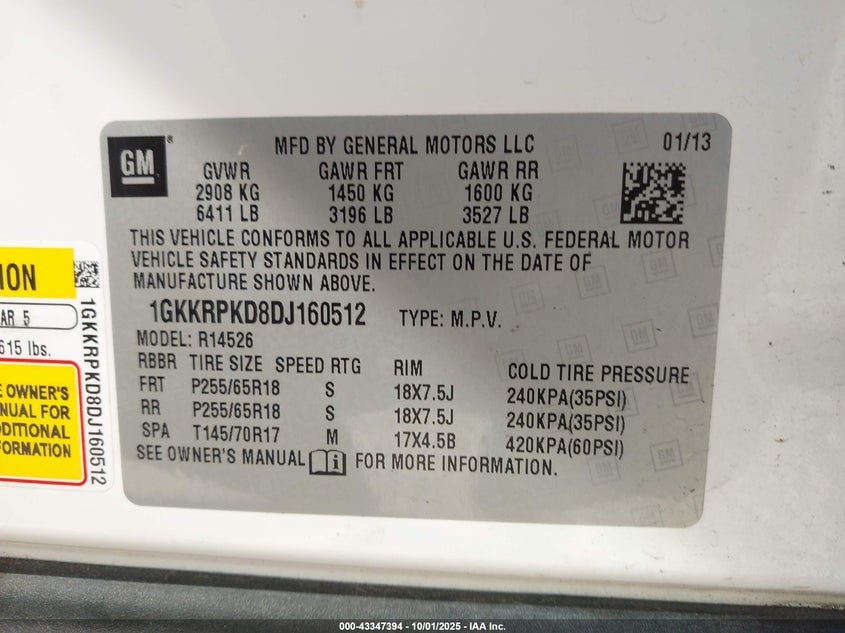 GM
MFD BY GENERAL MOTORS LLC 01/13
GVWR GAWR FRT GAWR RR
2908 KG 1450 KG 1600 KG
6411 LB 3196 LB 3527 LB
THIS VEHICLE CONFORMS TO ALL APPLICABLE U.S. FEDERAL MOTOR
VEHICLE SAFETY STANDARDS IN EFFECT ON THE DATE OF
MANUFACTURE SHOWN ABOVE.
1GKKRPKD8DJ160512 TYPE: M.P.V.
MODEL: R14526
RBBR TIRE SIZE SPEED RTG RIM COLD TIRE PRESSURE
FRT P255/65R18 S 18X7.5J 240KPA(35PSI)
RR P255/65R18 S 18X7.5J 240KPA(35PSI)
SPA T145/70R17 M 17X4.5B 420KPA(60PSI)
SEE OWNER'S MANUAL i FOR MORE INFORMATION.
ION
AR 5
615 lbs.
E OWNER'S
NUAL FOR
DDITIONAL
FORMATION
1GKKRPKD8DJ160512
000-43347394 - 10/01/2025 - IAA Inc.